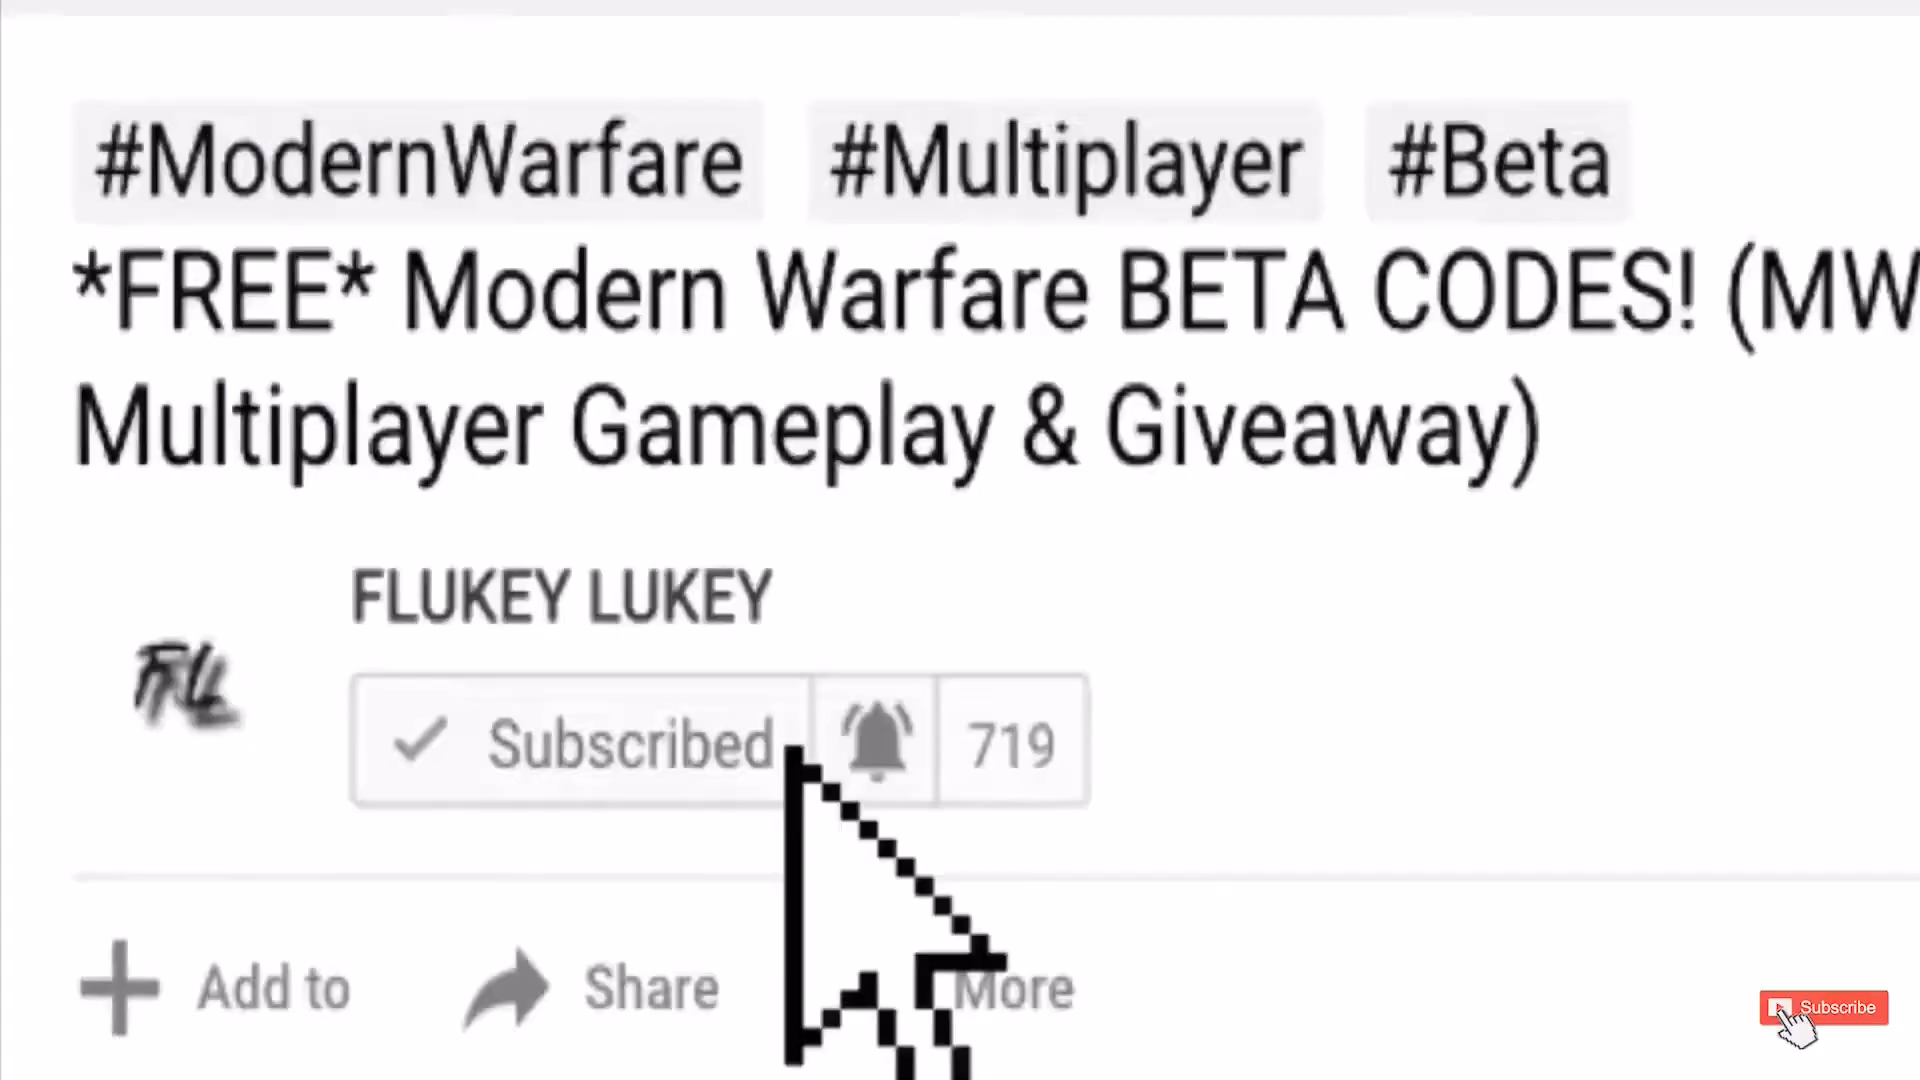 #ModernWarfare #Multiplayer #Beta
*FREE* Modern Warfare BETA CODES! (MW
Multiplayer Gameplay & Giveaway)
FLUKEY LUKEY
FL
Subscribed 719
Add to Share More
Subscribe